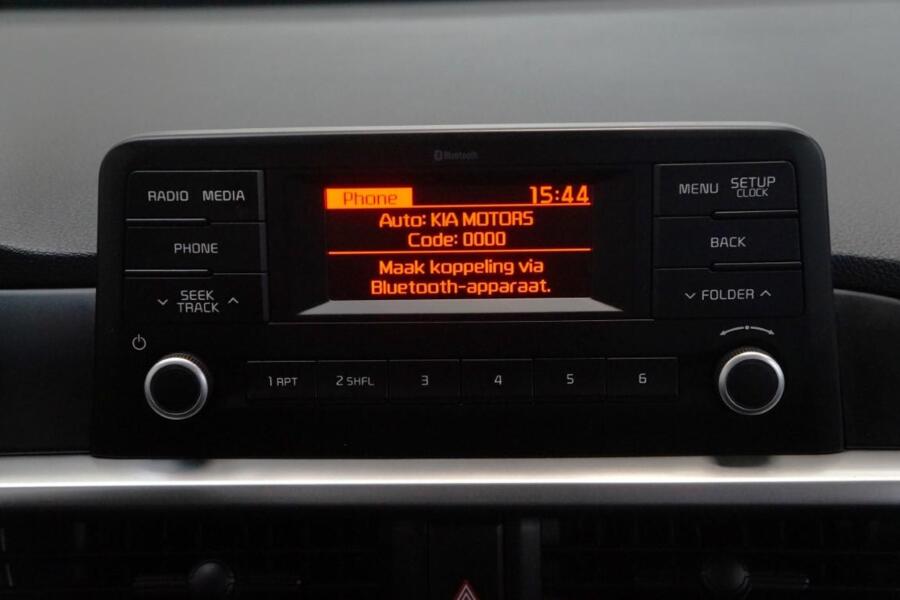 Bluetooth
RADIO MEDIA
PHONE
SEEK
TRACK
Phone 15:44
Auto: KIA MOTORS
Code: 0000
Maak koppeling via
Bluetooth-apparaat.
MENU SETUP
CLOCK
BACK
FOLDER
1 RPT 2 SHFL 3 4 5 6